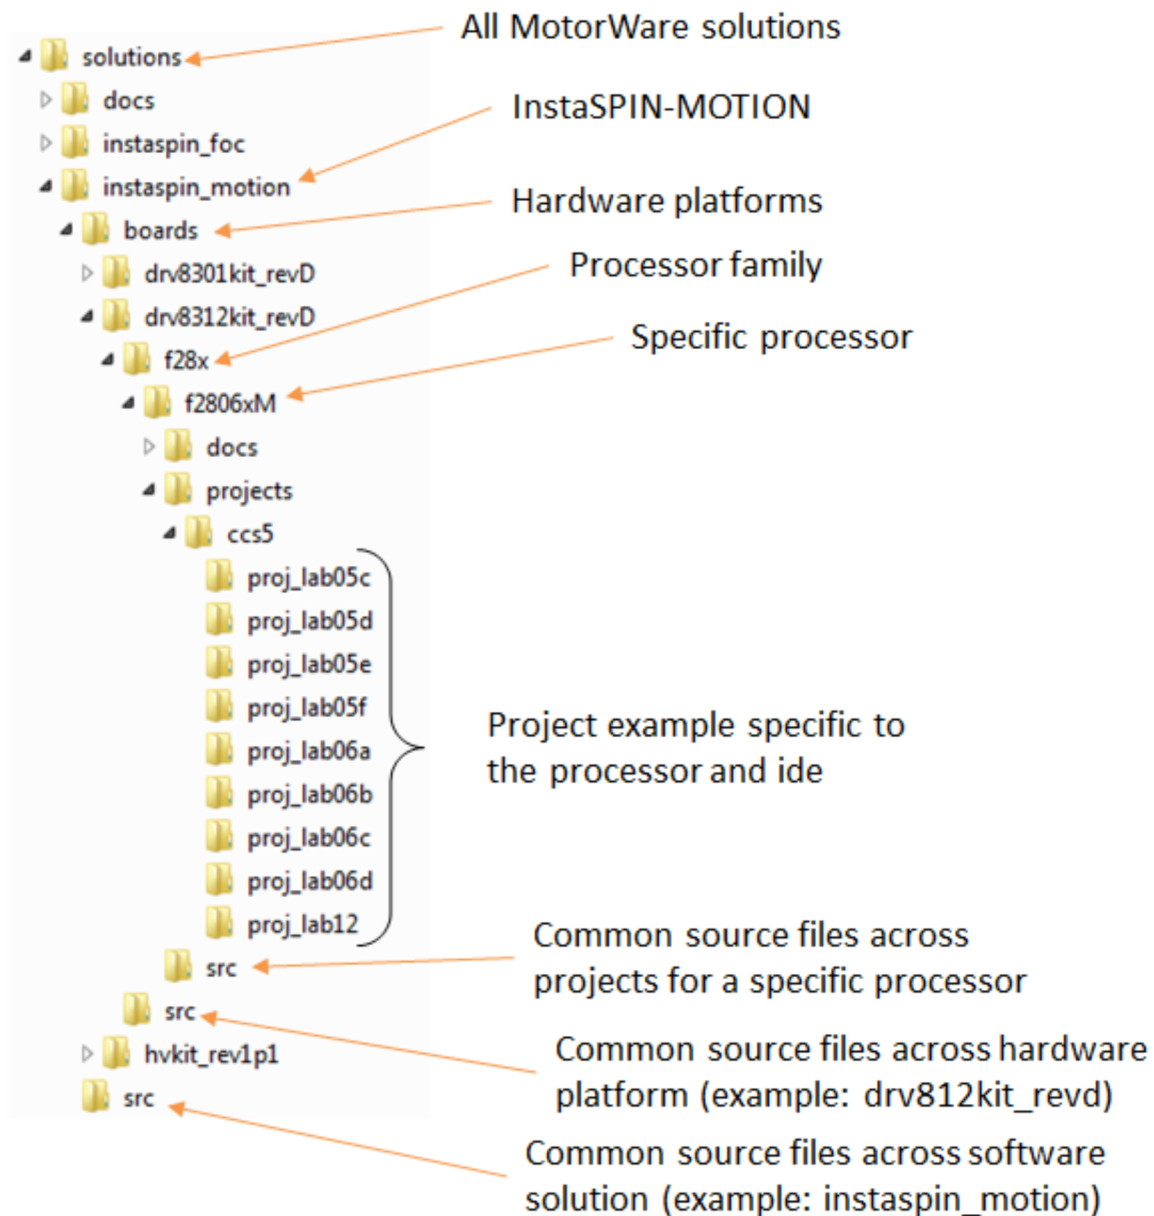 All MotorWare solutions
solutions
docs
InstaSPIN-MOTION
instaspin_foc
instaspin_motion
Hardware platforms
boards
drv8301kit_revD
Processor family
drv8312kit_revD
Specific processor
f28x
f2806xM
docs
projects
ccs5
proj_lab05c
proj_lab05d
proj_lab05e
proj_lab05f
proj_lab06a
proj_lab06b
proj_lab06c
proj_lab06d
proj_lab12
Project example specific to
the processor and ide
src
Common source files across
projects for a specific processor
src
hvkit_rev1p1
Common source files across hardware
platform (example: drv812kit_revd)
src
Common source files across software
solution (example: instaspin_motion)